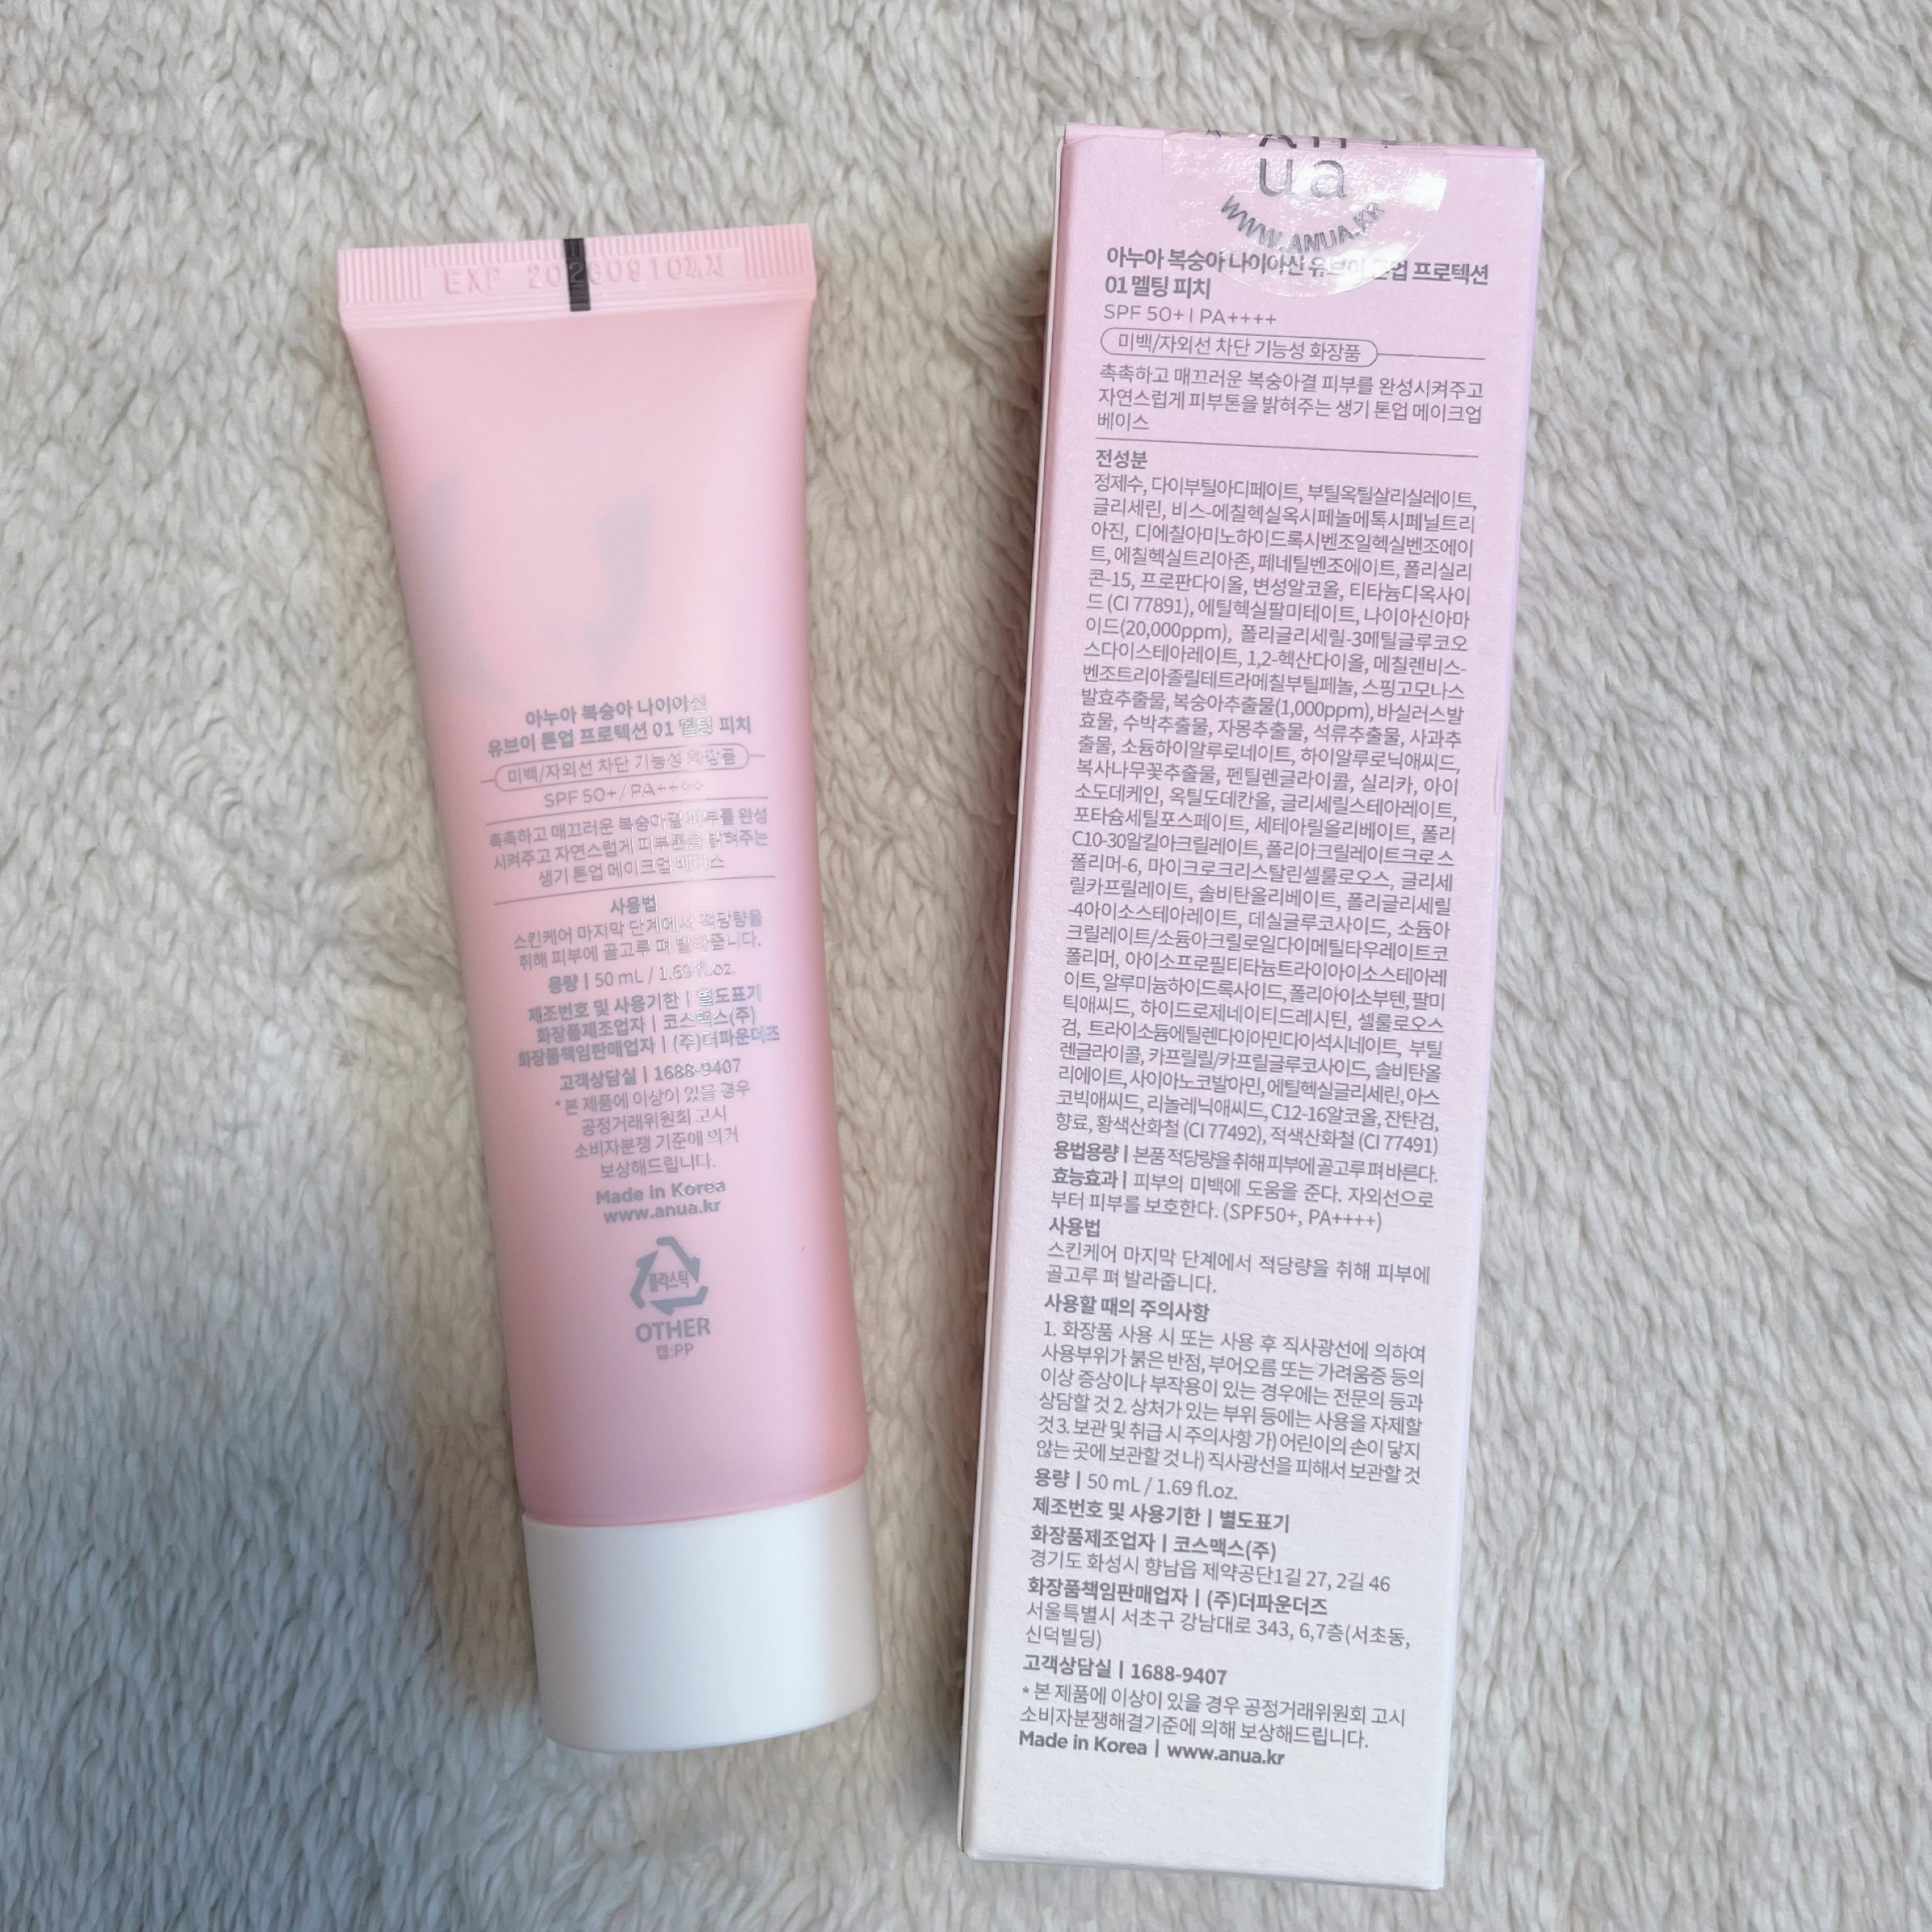 EXP 20260910
아누아 복숭아 나이아신
유브이 톤업 프로텍션 01 멜팅 피치
미백/자외선 차단 기능성 화장품
SPF 50+ / PA++++
촉촉하고 매끄러운 복숭아결 피부를 완성
시켜주고 자연스럽게 피부톤을 밝혀주는
생기 톤업 메이크업 베이스
사용법
스킨케어 마지막 단계에서 적당량을
취해 피부에 골고루 펴 발라줍니다.
용량 | 50 mL / 1.69 fl.oz.
제조번호 및 사용기한 | 별도표기
화장품제조업자 | 코스맥스(주)
화장품책임판매업자 | (주)더파운더즈
고객상담실 | 1688-9407
* 본 제품에 이상이 있을 경우
공정거래위원회 고시
소비자분쟁 기준에 의거
보상해드립니다.
Made in Korea
www.anua.kr
플라스틱
OTHER
캡:PP
ua
WWW.ANUA.KR
아누아 복숭아 나이아신 유브이 톤업 프로텍션
01 멜팅 피치
SPF 50+ | PA++++
미백/자외선 차단 기능성 화장품
촉촉하고 매끄러운 복숭아결 피부를 완성시켜주고
자연스럽게 피부톤을 밝혀주는 생기 톤업 메이크업
베이스
전성분
정제수, 다이부틸아디페이트, 부틸옥틸살리실레이트,
글리세린, 비스-에칠헥실옥시페놀메톡시페닐트리
아진, 디에칠아미노하이드록시벤조일헥실벤조에이
트, 에칠헥실트리아존, 페네틸벤조에이트, 폴리실리
콘-15, 프로판다이올, 변성알코올, 티타늄디옥사이
드 (CI 77891), 에틸헥실팔미테이트, 나이아신아마
이드(20,000ppm), 폴리글리세릴-3메틸글루코오
스다이스테아레이트, 1,2-헥산다이올, 메칠렌비스-
벤조트리아졸릴테트라메칠부틸페놀, 스핑고모나스
발효추출물, 복숭아추출물(1,000ppm), 바실러스발
효물, 수박추출물, 자몽추출물, 석류추출물, 사과추
출물, 소듐하이알루로네이트, 하이알루로닉애씨드,
복사나무꽃추출물, 펜틸렌글라이콜, 실리카, 아이
소도데케인, 옥틸도데칸올, 글리세릴스테아레이트,
포타슘세틸포스페이트, 세테아릴올리베이트, 폴리
C10-30알킬아크릴레이트, 폴리아크릴레이트크로스
폴리머-6, 마이크로크리스탈린셀룰로오스, 글리세
릴카프릴레이트, 솔비탄올리베이트, 폴리글리세릴
-4아이소스테아레이트, 데실글루코사이드, 소듐아
크릴레이트/소듐아크릴로일다이메틸타우레이트코
폴리머, 아이소프로필티타늄트라이아이소스테아레
이트, 알루미늄하이드록사이드, 폴리아이소부텐, 팔미
틱애씨드, 하이드로제네이티드레시틴, 셀룰로오스
검, 트라이소듐에틸렌다이아민다이석시네이트, 부틸
렌글라이콜, 카프릴릴/카프릴글루코사이드, 솔비탄올
리에이트, 사이아노코발아민, 에틸헥실글리세린, 아스
코빅애씨드, 리놀레닉애씨드, C12-16알코올, 잔탄검,
향료, 황색산화철 (CI 77492), 적색산화철 (CI 77491)
용법용량 | 본품 적당량을 취해 피부에 골고루 펴 바른다.
효능효과 | 피부의 미백에 도움을 준다. 자외선으로
부터 피부를 보호한다. (SPF50+, PA++++)
사용법
스킨케어 마지막 단계에서 적당량을 취해 피부에
골고루 펴 발라줍니다.
사용할 때의 주의사항
1. 화장품 사용 시 또는 사용 후 직사광선에 의하여
사용부위가 붉은 반점, 부어오름 또는 가려움증 등의
이상 증상이나 부작용이 있는 경우에는 전문의 등과
상담할 것 2. 상처가 있는 부위 등에는 사용을 자제할
것 3. 보관 및 취급 시 주의사항 가) 어린이의 손이 닿지
않는 곳에 보관할 것 나) 직사광선을 피해서 보관할 것
용량 | 50 mL / 1.69 fl.oz.
제조번호 및 사용기한 | 별도표기
화장품제조업자 | 코스맥스(주)
경기도 화성시 향남읍 제약공단1길 27, 2길 46
화장품책임판매업자 | (주)더파운더즈
서울특별시 서초구 강남대로 343, 6,7층(서초동,
신덕빌딩)
고객상담실 | 1688-9407
* 본 제품에 이상이 있을 경우 공정거래위원회 고시
소비자분쟁해결기준에 의해 보상해드립니다.
Made in Korea | www.anua.kr